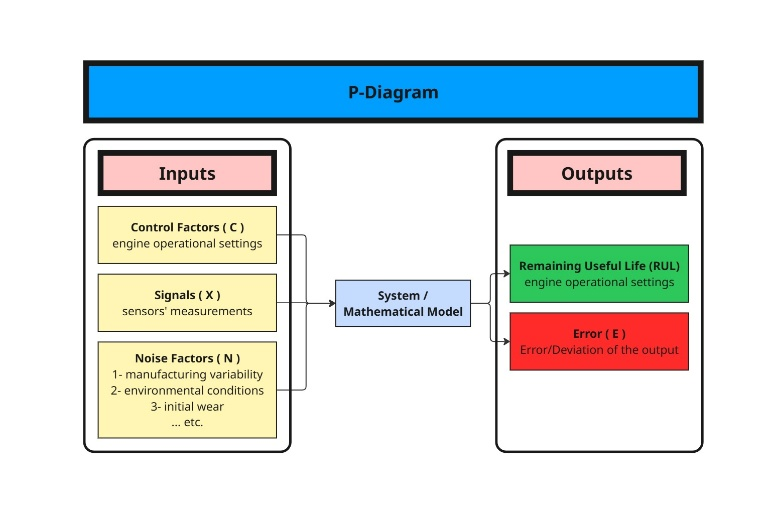 P-Diagram
Inputs
Control Factors ( C )
engine operational settings
Signals ( X )
sensors' measurements
Noise Factors ( N )
1- manufacturing variability
2- environmental conditions
3- initial wear
... etc.
System /
Mathematical Model
Outputs
Remaining Useful Life (RUL)
engine operational settings
Error ( E )
Error/Deviation of the output